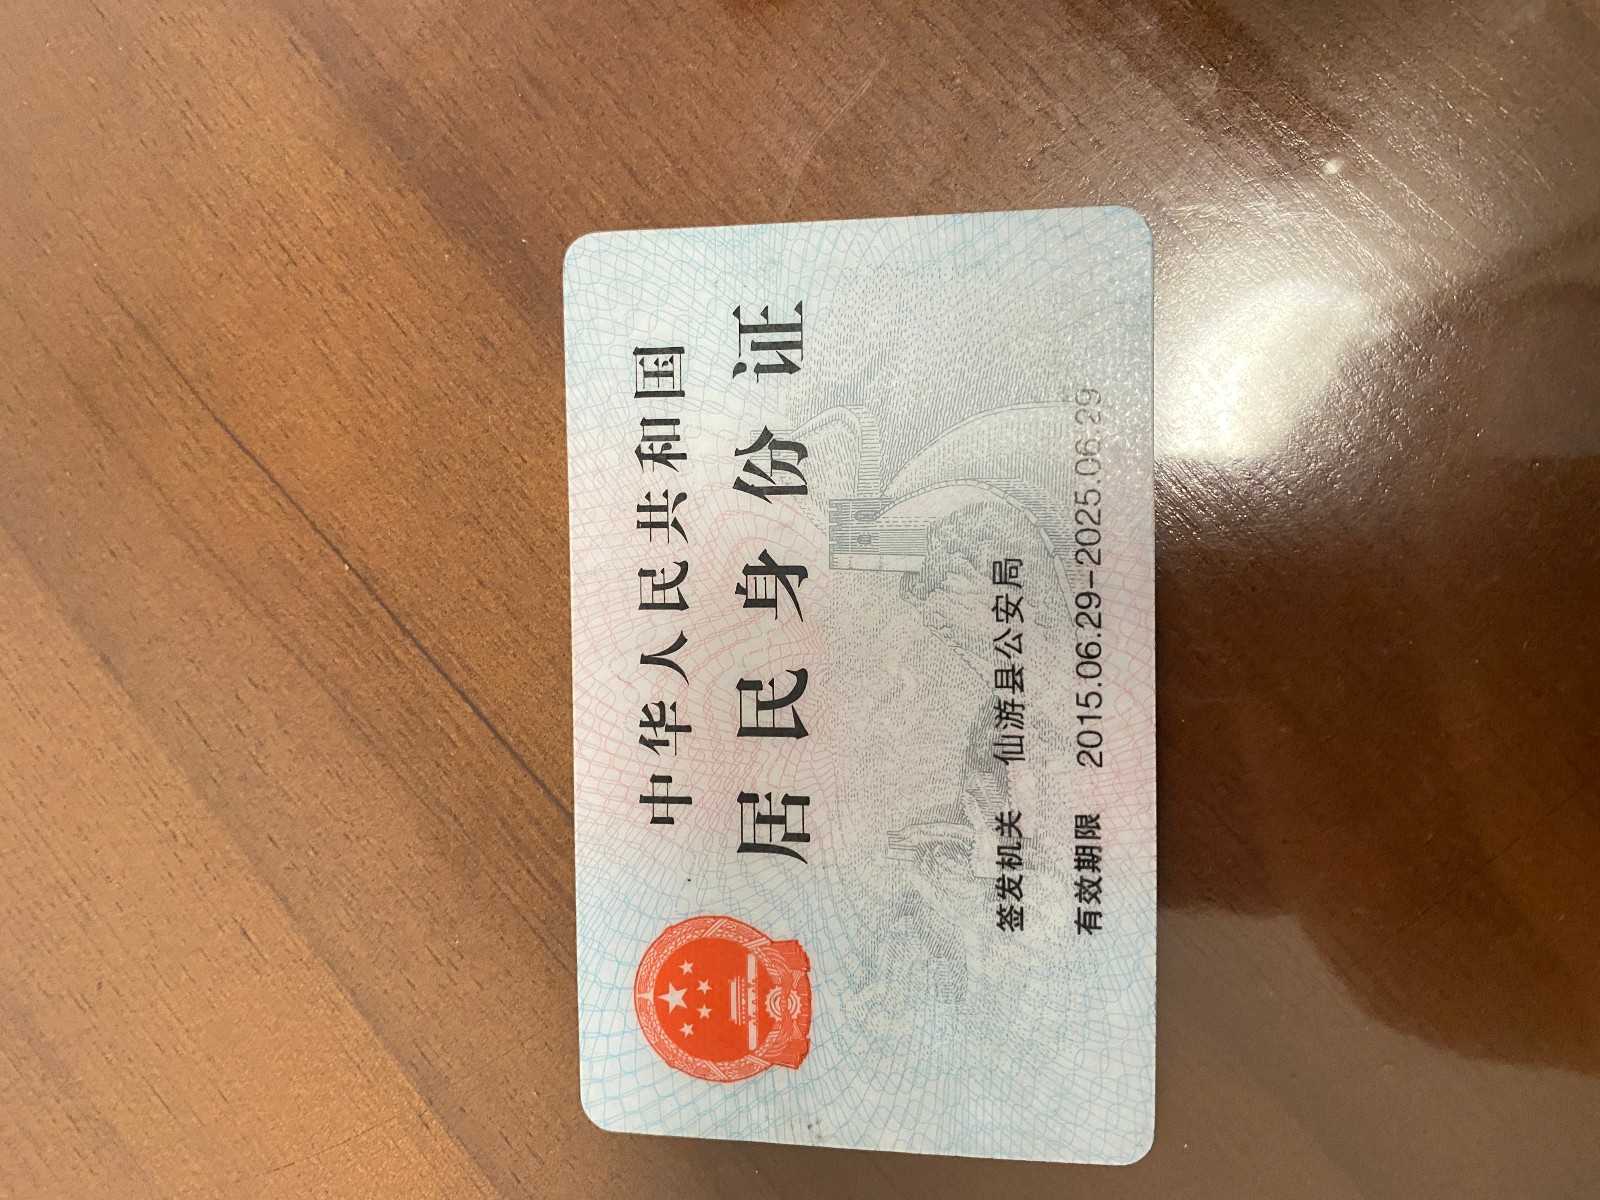 中华人民共和国
居民身份证
签发机关 仙游县公安局
有效期限 2015.06.29-2025.06.29